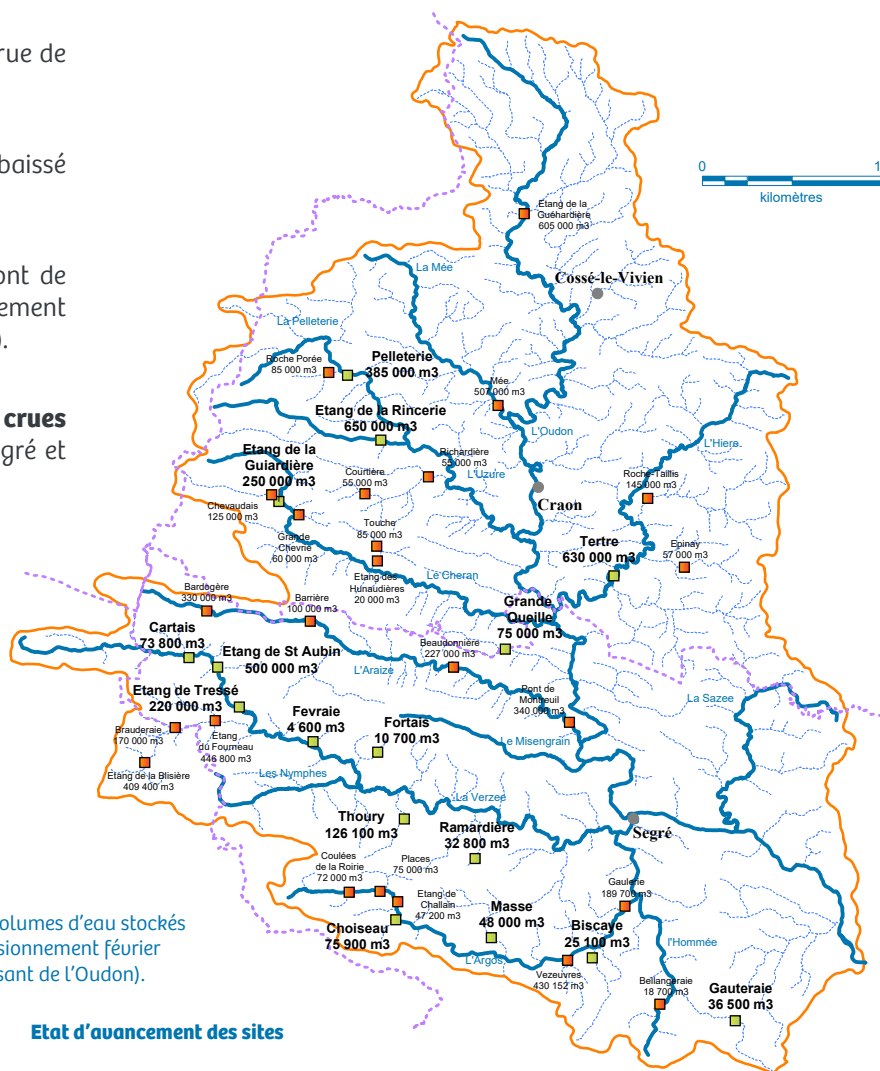 rue de
baissé
ont de
ement
).
crues
gré et
0
1
kilomètres
Etang de la
Guéhardière
605 000 m3
Cossé-le-Vivien
La Mée
La Pelleterie
Roche Porée
85 000 m3
Pelleterie
385 000 m3
Mée
507 000 m3
Etang de la Rincerie
650 000 m3
L'Oudon
L'Hiere
Etang de la
Guiardière
250 000 m3
Richardière
55 000 m3
Courtière
55 000 m3
L'Uzure
Roche-Taillis
145 000 m3
Chevaudais
125 000 m3
Craon
Touche
85 000 m3
Grande
Chevrie
60 000 m3
Tertre
630 000 m3
Epinay
57 000 m3
Etang des
Hunaudières
20 000 m3
Le Cheran
Bardogère
330 000 m3
Barrière
100 000 m3
Grande
Queille
75 000 m3
Cartais
73 800 m3
Beaudonnière
227 000 m3
Etang de St Aubin
500 000 m3
L'Araize
Etang de Tressé
220 000 m3
Pont de
Montreuil
340 000 m3
La Sazee
Fevraie
4 600 m3
Fortais
10 700 m3
Brauderaie
170 000 m3
Etang
du Fourneau
446 800 m3
Le Misengrain
Etang de la Blisière
409 400 m3
Les Nymphes
La Verzee
Thoury
126 100 m3
Ramardière
32 800 m3
Segré
Coulées
de la Roirie
72 000 m3
Places
75 000 m3
Etang de
Challain
47 200 m3
Gaulerie
189 700 m3
Choiseau
75 900 m3
Masse
48 000 m3
Biscaye
25 100 m3
l'Hommée
L'Argos
Vezeuvres
430 152 m3
Bellangeraie
18 700 m3
Gauteraie
36 500 m3
olumes d'eau stockés
sionnement février
sant de l'Oudon).
Etat d'avancement des sites